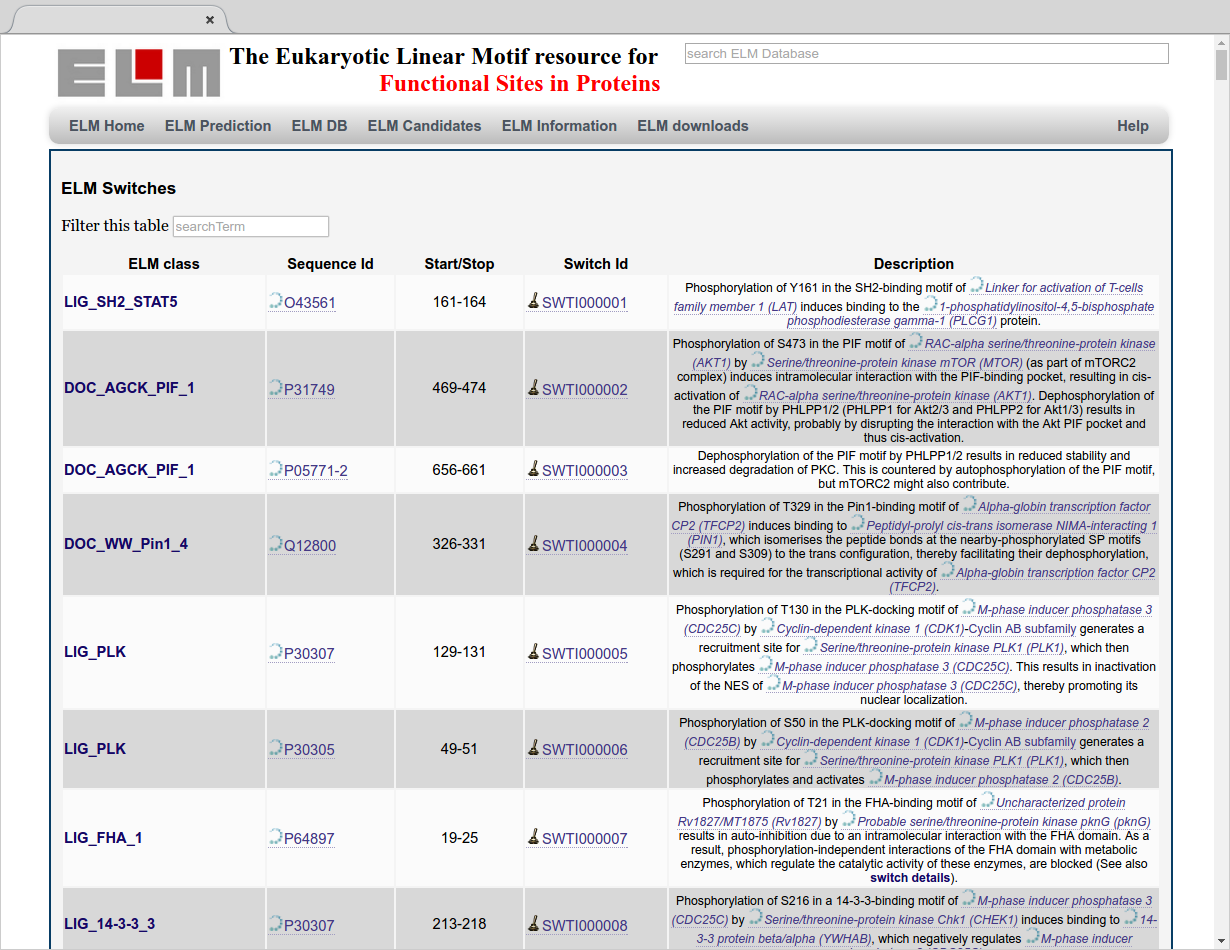 ELM
The Eukaryotic Linear Motif resource for
Functional Sites in Proteins
search ELM Database
ELM Home ELM Prediction ELM DB ELM Candidates ELM Information ELM downloads Help
ELM Switches
Filter this table searchTerm
ELM class Sequence Id Start/Stop Switch Id Description
LIG_SH2_STAT5 O43561 161-164 SWTI000001
Phosphorylation of Y161 in the SH2-binding motif of Linker for activation of T-cells
family member 1 (LAT) induces binding to the 1-phosphatidylinositol-4,5-bisphosphate
phosphodiesterase gamma-1 (PLCG1) protein.
DOC_AGCK_PIF_1 P31749 469-474 SWTI000002
Phosphorylation of S473 in the PIF motif of RAC-alpha serine/threonine-protein kinase
(AKT1) by Serine/threonine-protein kinase mTOR (MTOR) (as part of mTORC2
complex) induces intramolecular interaction with the PIF-binding pocket, resulting in cis-
activation of RAC-alpha serine/threonine-protein kinase (AKT1). Dephosphorylation of
the PIF motif by PHLPP1/2 (PHLPP1 for Akt2/3 and PHLPP2 for Akt1/3) results in
reduced Akt activity, probably by disrupting the interaction with the Akt PIF pocket and
thus cis-activation.
DOC_AGCK_PIF_1 P05771-2 656-661 SWTI000003
Dephosphorylation of the PIF motif by PHLPP1/2 results in reduced stability and
increased degradation of PKC. This is countered by autophosphorylation of the PIF motif,
but mTORC2 might also contribute.
DOC_WW_Pin1_4 Q12800 326-331 SWTI000004
Phosphorylation of T329 in the Pin1-binding motif of Alpha-globin transcription factor
CP2 (TFCP2) induces binding to Peptidyl-prolyl cis-trans isomerase NIMA-interacting 1
(PIN1), which isomerises the peptide bonds at the nearby-phosphorylated SP motifs
(S291 and S309) to the trans configuration, thereby facilitating their dephosphorylation,
which is required for the transcriptional activity of Alpha-globin transcription factor CP2
(TFCP2).
LIG_PLK P30307 129-131 SWTI000005
Phosphorylation of T130 in the PLK-docking motif of M-phase inducer phosphatase 3
(CDC25C) by Cyclin-dependent kinase 1 (CDK1)-Cyclin AB subfamily generates a
recruitment site for Serine/threonine-protein kinase PLK1 (PLK1), which then
phosphorylates M-phase inducer phosphatase 3 (CDC25C). This results in inactivation
of the NES of M-phase inducer phosphatase 3 (CDC25C), thereby promoting its
nuclear localization.
LIG_PLK P30305 49-51 SWTI000006
Phosphorylation of S50 in the PLK-docking motif of M-phase inducer phosphatase 2
(CDC25B) by Cyclin-dependent kinase 1 (CDK1)-Cyclin AB subfamily generates a
recruitment site for Serine/threonine-protein kinase PLK1 (PLK1), which then
phosphorylates and activates M-phase inducer phosphatase 2 (CDC25B).
LIG_FHA_1 P64897 19-25 SWTI000007
Phosphorylation of T21 in the FHA-binding motif of Uncharacterized protein
Rv1827/MT1875 (Rv1827) by Probable serine/threonine-protein kinase pknG (pknG)
results in auto-inhibition due to an intramolecular interaction with the FHA domain. As a
result, phosphorylation-independent interactions of the FHA domain with metabolic
enzymes, which regulate the catalytic activity of these enzymes, are blocked (See also
switch details).
LIG_14-3-3_3 P30307 213-218 SWTI000008
Phosphorylation of S216 in a 14-3-3-binding motif of M-phase inducer phosphatase 3
(CDC25C) by Serine/threonine-protein kinase Chk1 (CHEK1) induces binding to 14-
3-3 protein beta/alpha (YWHAB), which negatively regulates M-phase inducer